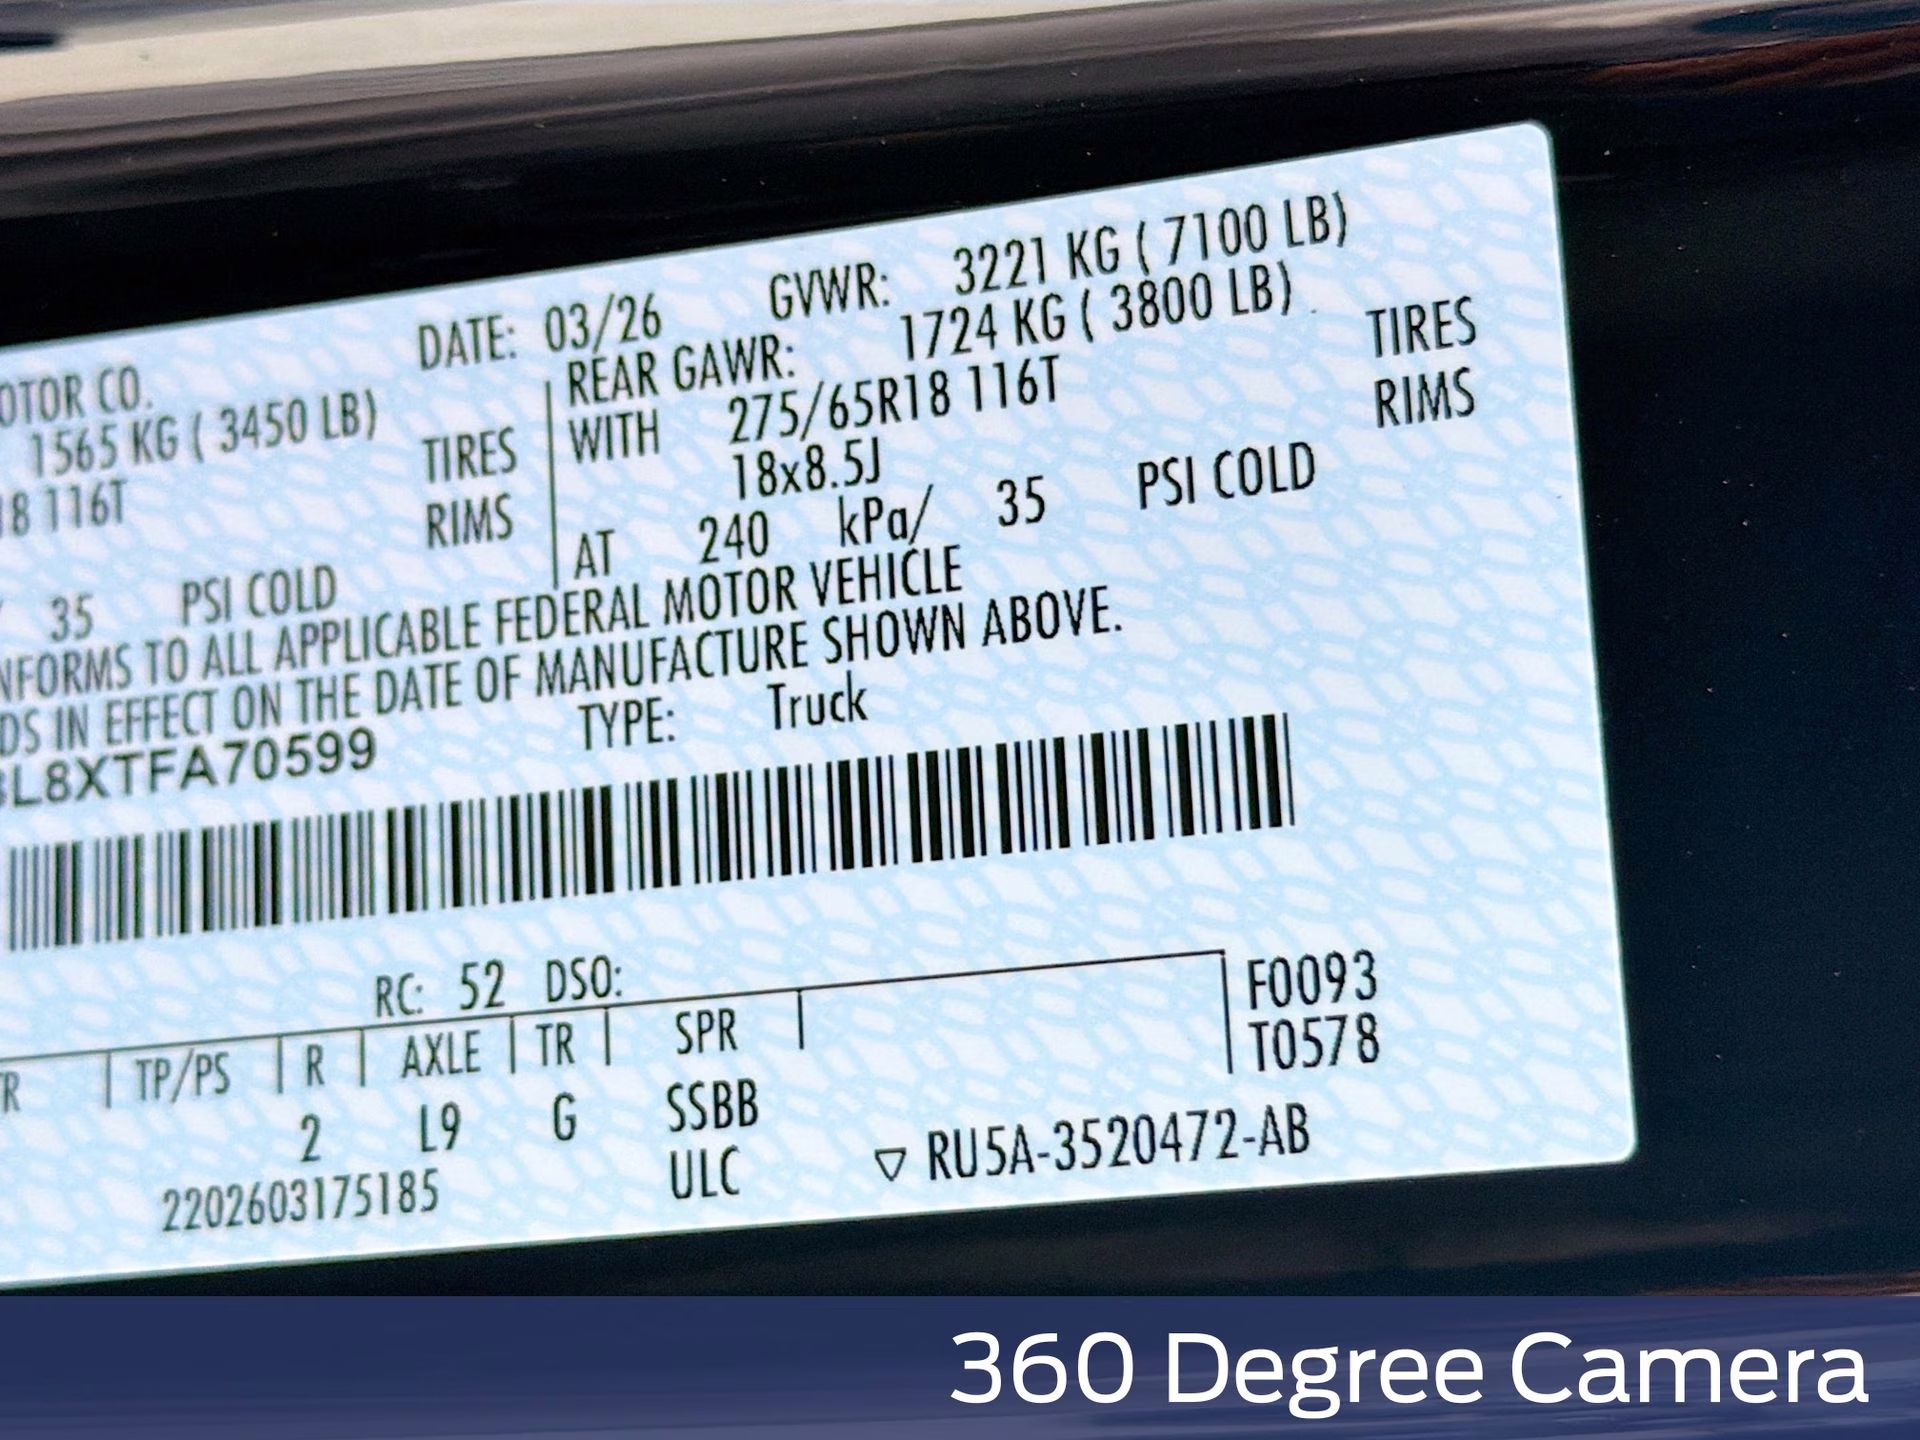 DATE: 03/26 GVWR: 3221 KG ( 7100 LB)
OTOR CO. REAR GAWR: 1724 KG ( 3800 LB)
1565 KG ( 3450 LB) TIRES WITH 275/65R18 116T TIRES
18 116T RIMS 18x8.5J RIMS
35 PSI COLD AT 240 kPa/ 35 PSI COLD
NFORMS TO ALL APPLICABLE FEDERAL MOTOR VEHICLE
DS IN EFFECT ON THE DATE OF MANUFACTURE SHOWN ABOVE.
L8XTFA70599 TYPE: Truck
RC: 52 DSO:
F0093
R TP/PS R AXLE TR SPR T0578
2 L9 G SSBB
2202603175185 ULC ▽ RU5A-3520472-AB
360 Degree Camera